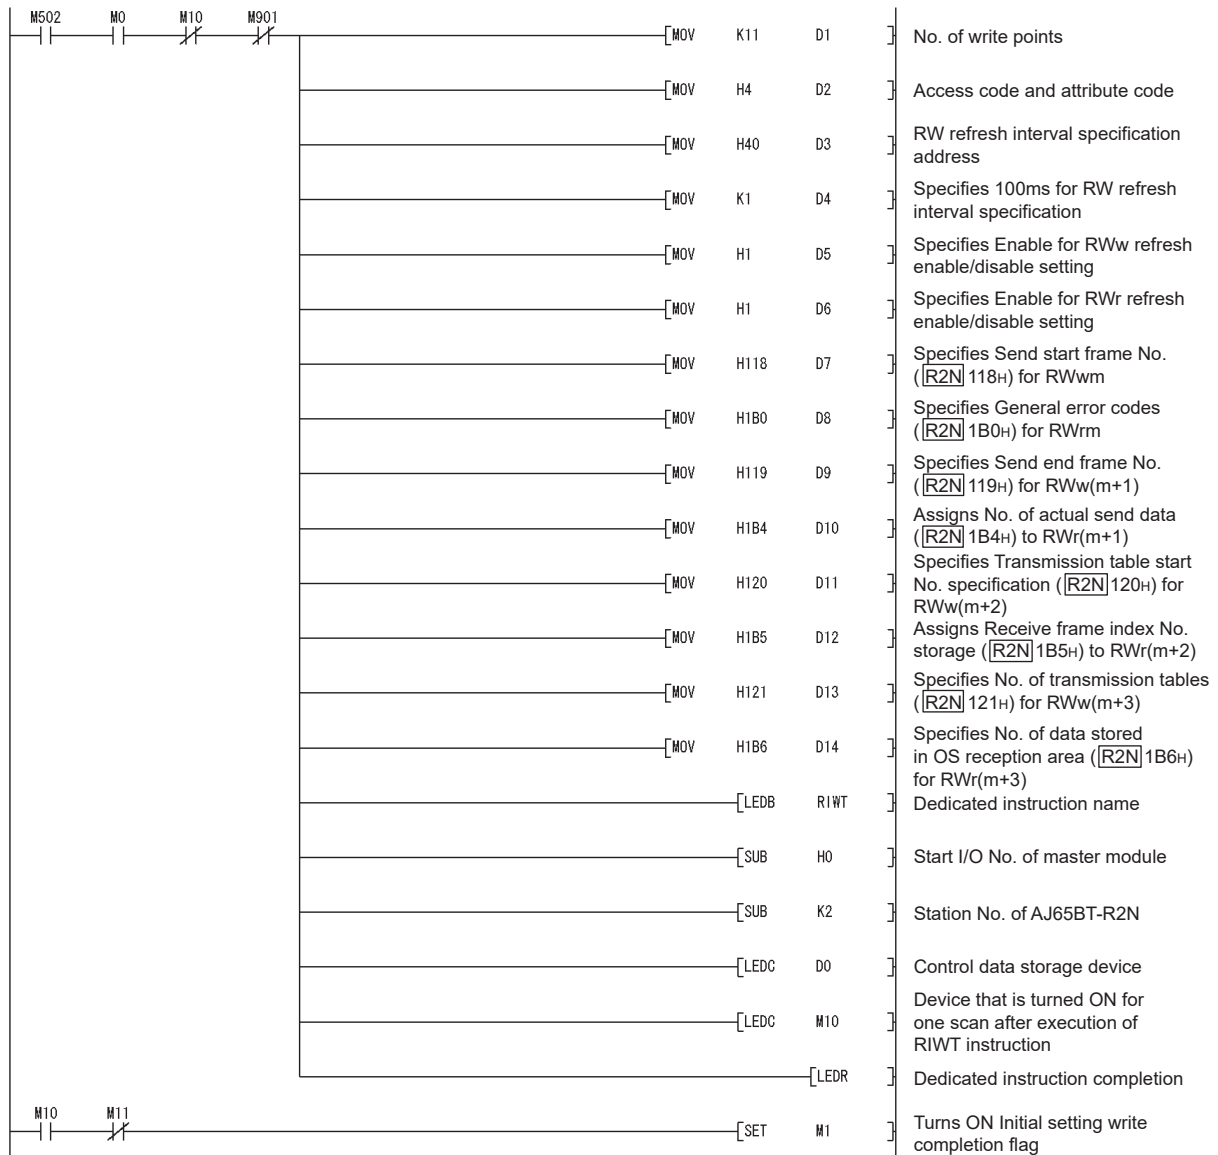 M502 M0 M10 M901
MOV K11 D1 No. of write points
MOV H4 D2 Access code and attribute code
MOV H40 D3 RW refresh interval specification
address
MOV K1 D4 Specifies 100ms for RW refresh
interval specification
MOV H1 D5 Specifies Enable for RWw refresh
enable/disable setting
MOV H1 D6 Specifies Enable for RWr refresh
enable/disable setting
MOV H118 D7 Specifies Send start frame No.
(R2N 118H) for RWwm
MOV H1B0 D8 Specifies General error codes
(R2N 1B0H) for RWrm
MOV H119 D9 Specifies Send end frame No.
(R2N 119H) for RWw(m+1)
MOV H1B4 D10 Assigns No. of actual send data
(R2N 1B4H) to RWr(m+1)
MOV H120 D11 Specifies Transmission table start
No. specification (R2N 120H) for
RWw(m+2)
MOV H1B5 D12 Assigns Receive frame index No.
storage (R2N 1B5H) to RWr(m+2)
MOV H121 D13 Specifies No. of transmission tables
(R2N 121H) for RWw(m+3)
MOV H1B6 D14 Specifies No. of data stored
in OS reception area (R2N 1B6H)
for RWr(m+3)
LEDB RIWT Dedicated instruction name
SUB H0 Start I/O No. of master module
SUB K2 Station No. of AJ65BT-R2N
LEDC D0 Control data storage device
LEDC M10 Device that is turned ON for
one scan after execution of
RIWT instruction
LEDR Dedicated instruction completion
M10 M11
SET M1 Turns ON Initial setting write
completion flag